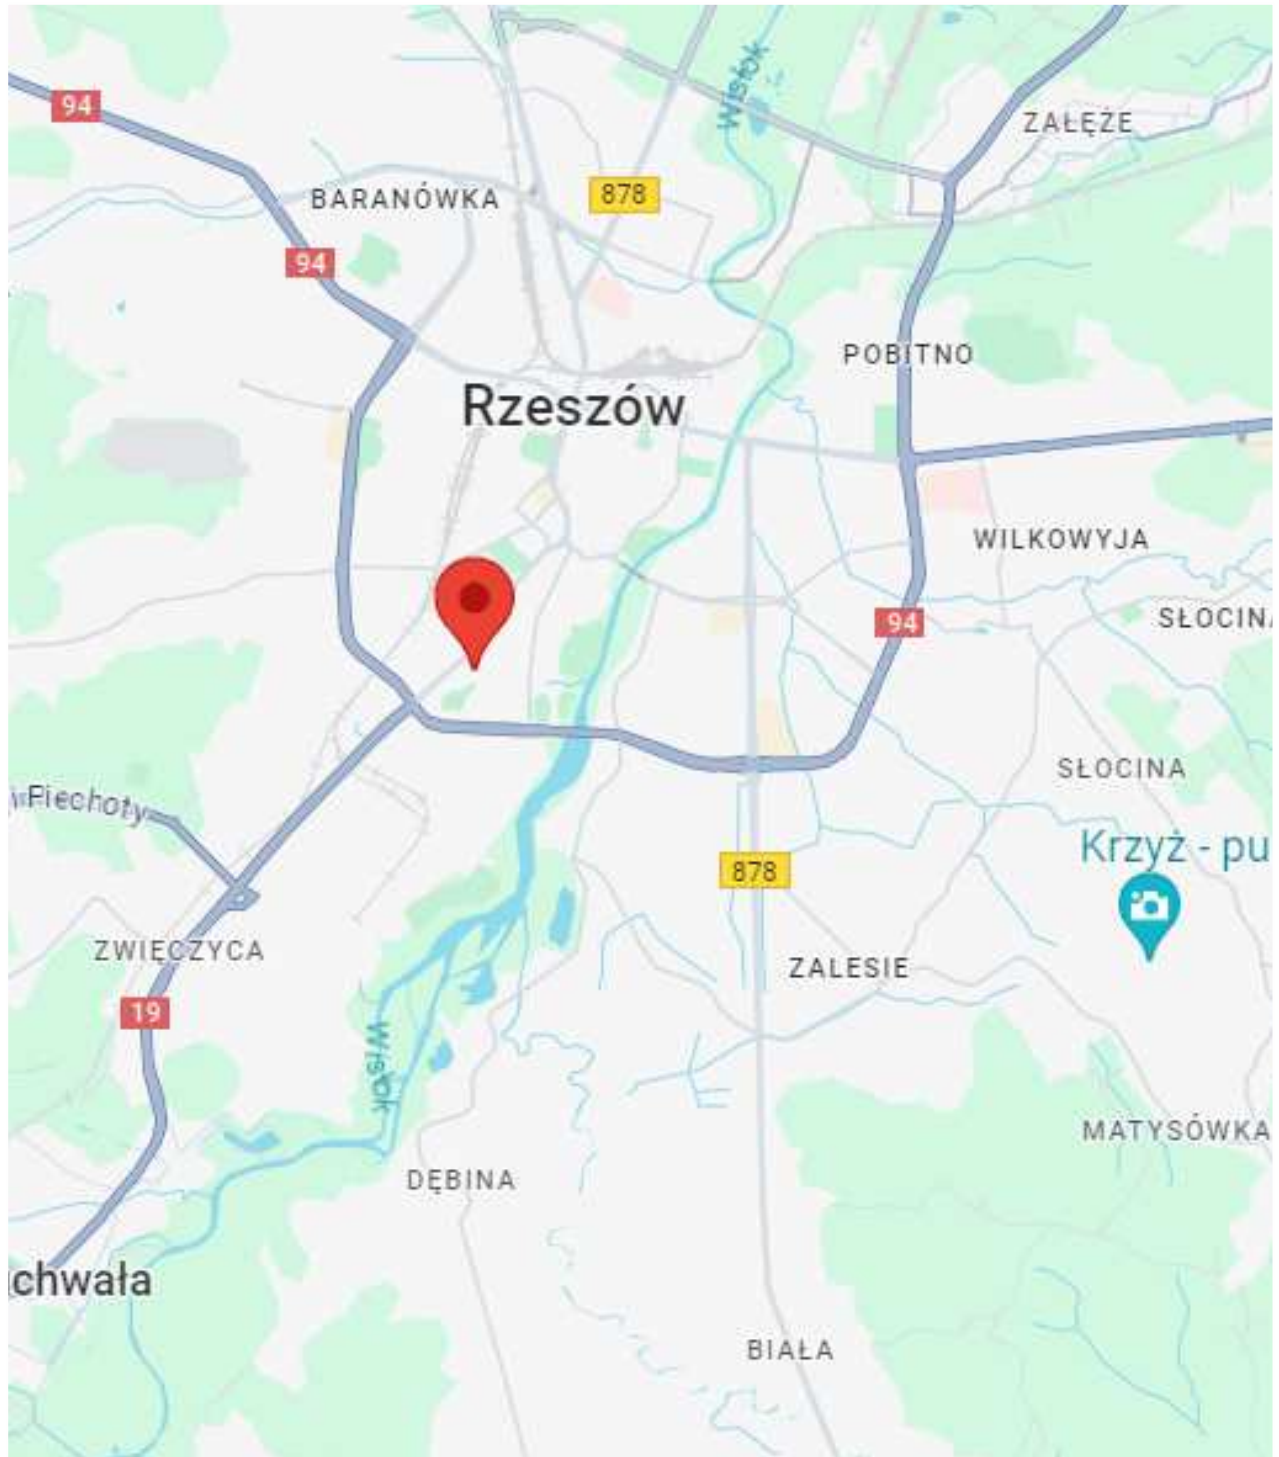 Wisłok
94
ZAŁĘŻE
BARANÓWKA
878
94
POBITNO
Rzeszów
WILKOWYJA
SŁOCINA
94
SŁOCINA
Piechoty
Krzyż - pu
878
ZWIĘCZYCA
ZALESIE
19
Wisłok
MATYSÓWKA
DĘBINA
chwała
BIAŁA